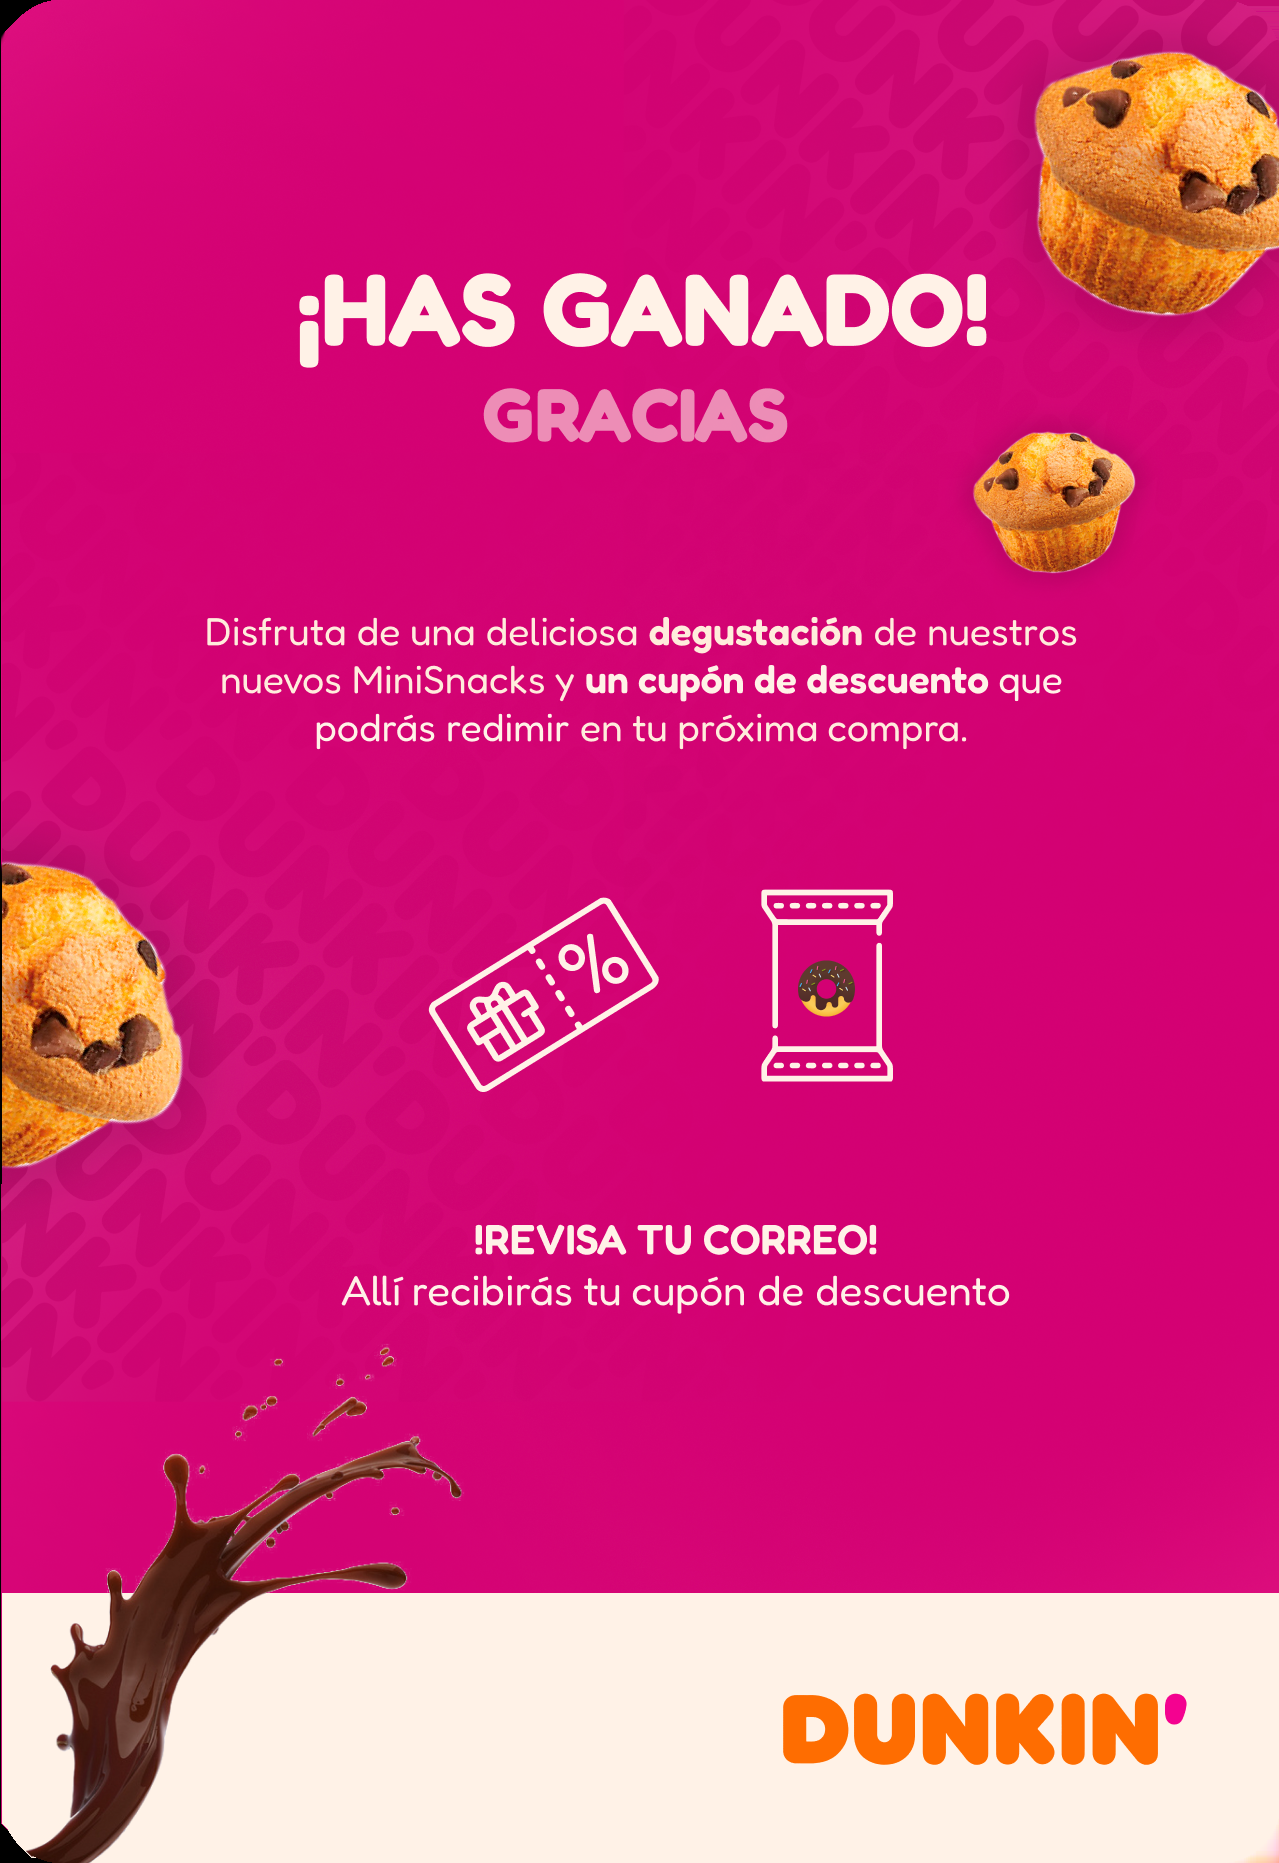 ¡HAS GANADO!
GRACIAS
Disfruta de una deliciosa degustación de nuestros
nuevos MiniSnacks y un cupón de descuento que
podrás redimir en tu próxima compra.
%
!REVISA TU CORREO!
Allí recibirás tu cupón de descuento
DUNKIN'